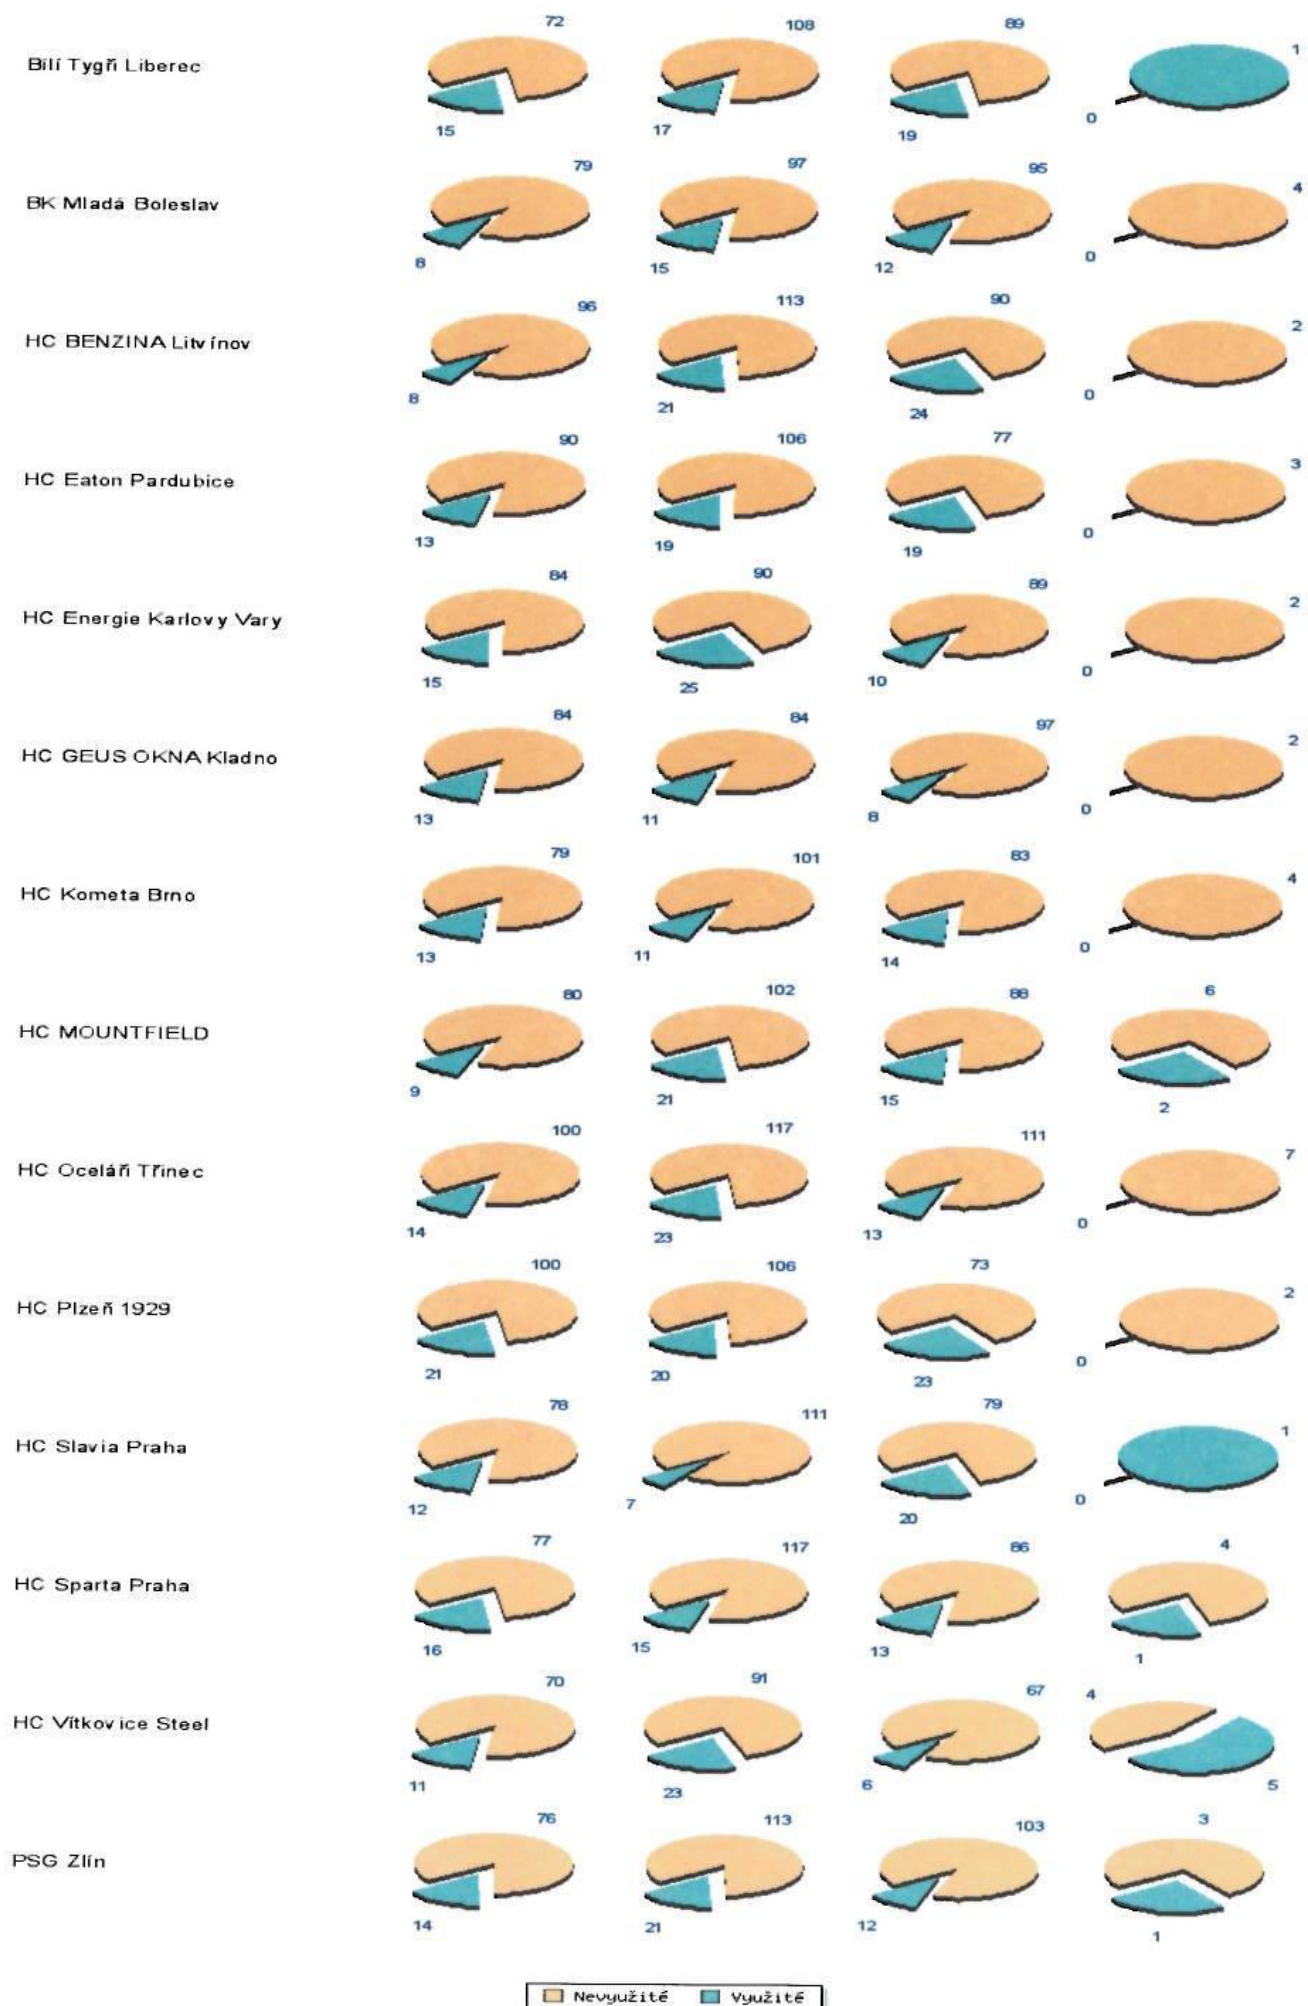 72 108 89 1
Bílí Tygři Liberec
0
15 17 19
79 97 95 4
BK Mladá Boleslav
0
8 15 12
96 113 90 2
HC BENZINA Litvínov
0
8 21 24
90 106 77 3
HC Eaton Pardubice
0
13 19 19
84 90 89 2
HC Energie Karlovy Vary
0
15 25 10
84 84 97 2
HC GEUS OKNA Kladno
0
13 11 8
79 101 83 4
HC Kometa Brno
0
13 11 14
80 102 88 6
HC MOUNTFIELD
9 21 15 2
100 117 111 7
HC Oceláři Třinec
0
14 23 13
100 106 73 2
HC Plzeň 1929
0
21 20 23
78 111 79 1
HC Slavia Praha
0
12 7 20
77 117 86 4
HC Sparta Praha
16 15 13 1
70 91 67 4
HC Vítkovice Steel
11 23 6 5
76 113 103 3
PSG Zlín
14 21 12 1
Nevyužité Využité